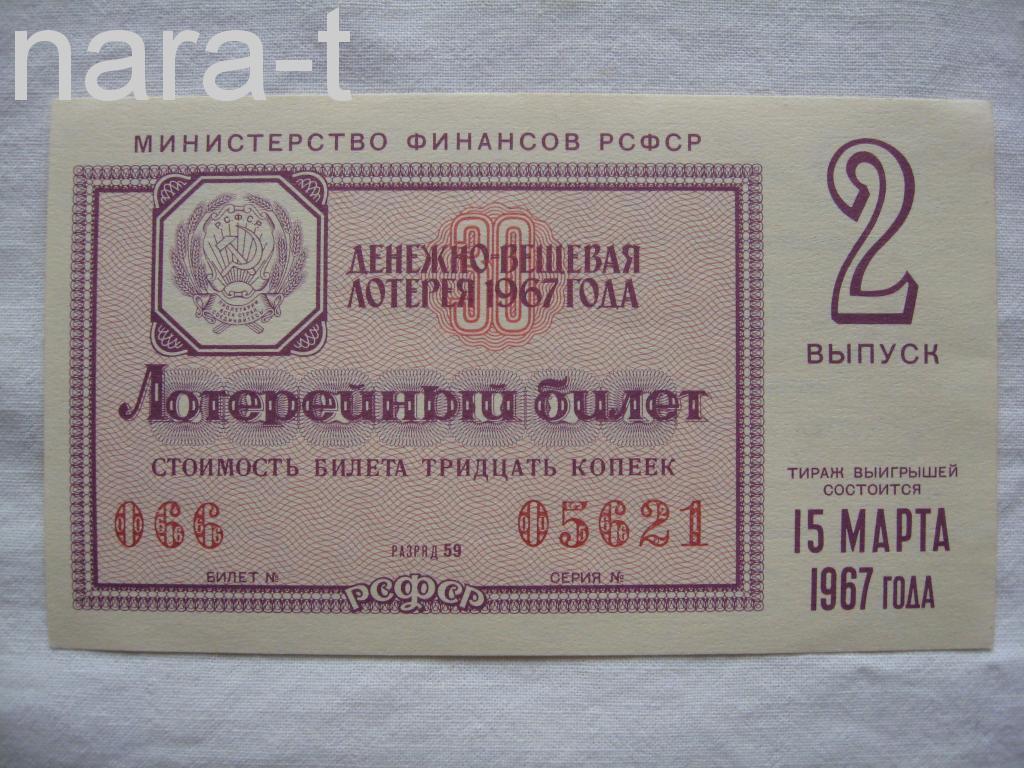 nara-t
МИНИСТЕРСТВО ФИНАНСОВ РСФСР
РСФСР
30
ДЕНЕЖНО-ВЕЩЕВАЯ
ЛОТЕРЕЯ 1967 ГОДА
Лотерейный билет
СТОИМОСТЬ БИЛЕТА ТРИДЦАТЬ КОПЕЕК
066
05621
РАЗРЯД 59
БИЛЕТ №
СЕРИЯ №
РСФСР
2
ВЫПУСК
ТИРАЖ ВЫИГРЫШЕЙ
СОСТОИТСЯ
15 МАРТА
1967 ГОДА